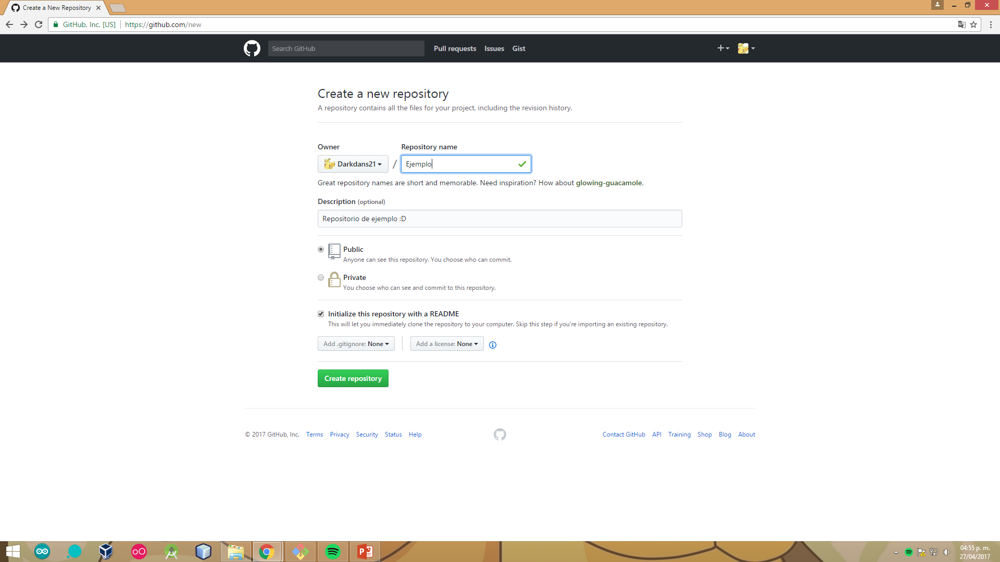 Create a New Repository
GitHub, Inc. [US] https://github.com/new
Search GitHub Pull requests Issues Gist
Create a new repository
A repository contains all the files for your project, including the revision history.
Owner Repository name
Darkdans21 / Ejemplo
Great repository names are short and memorable. Need inspiration? How about glowing-guacamole.
Description (optional)
Repositorio de ejemplo :D
Public
Anyone can see this repository. You choose who can commit.
Private
You choose who can see and commit to this repository.
Initialize this repository with a README
This will let you immediately clone the repository to your computer. Skip this step if you're importing an existing repository.
Add .gitignore: None Add a license: None
Create repository
© 2017 GitHub, Inc. Terms Privacy Security Status Help Contact GitHub API Training Shop Blog About
04:55 p. m.
27/04/2017